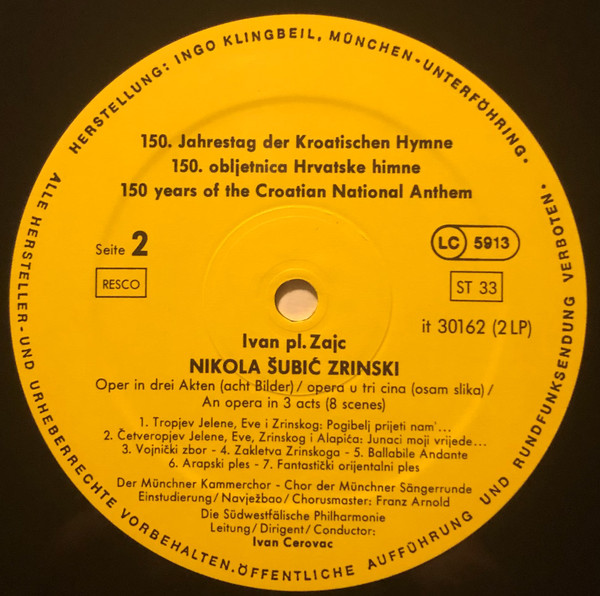 HERSTELLUNG: INGO KLINGBEIL, MÜNCHEN-UNTERFÖHRING.
ALLE HERSTELLER- UND URHEBERRECHTE VORBEHALTEN. ÖFFENTLICHE AUFFÜHRUNG UND RUNDFUNKSENDUNG VERBOTEN.
150. Jahrestag der Kroatischen Hymne
150. obljetnica Hrvatske himne
150 years of the Croatian National Anthem
Seite 2
LC 5913
RESCO
ST 33
it 30162 (2 LP)
Ivan pl. Zajc
NIKOLA ŠUBIĆ ZRINSKI
Oper in drei Akten (acht Bilder) / opera u tri cina (osam slika) /
An opera in 3 acts (8 scenes)
1. Tropjev Jelene, Eve i Zrinskog: Pogibelj prijeti nam'...
2. Četveropjev Jelene, Eve, Zrinskog i Alapića: Junaci moji vrijede...
3. Vojnički zbor - 4. Zakletva Zrinskoga - 5. Ballabile Andante
6. Arapski ples - 7. Fantastički orijentalni ples
Der Münchner Kammerchor - Chor der Münchner Sängerrunde
Einstudierung / Navježbao / Chorusmaster: Franz Arnold
Die Südwestfälische Philharmonie
Leitung / Dirigent / Conductor:
Ivan Cerovac